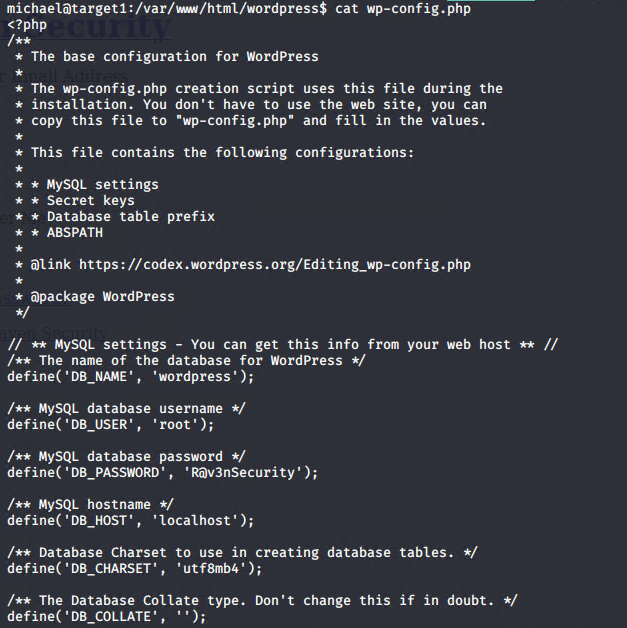 michael@target1:/var/www/html/wordpress$ cat wp-config.php
<?php
/**
 * The base configuration for WordPress
 *
 * The wp-config.php creation script uses this file during the
 * installation. You don't have to use the web site, you can
 * copy this file to "wp-config.php" and fill in the values.
 *
 * This file contains the following configurations:
 *
 * * MySQL settings
 * * Secret keys
 * * Database table prefix
 * * ABSPATH
 *
 * @link https://codex.wordpress.org/Editing_wp-config.php
 *
 * @package WordPress
 */

// ** MySQL settings - You can get this info from your web host ** //
/** The name of the database for WordPress */
define('DB_NAME', 'wordpress');

/** MySQL database username */
define('DB_USER', 'root');

/** MySQL database password */
define('DB_PASSWORD', 'R@v3nSecurity');

/** MySQL hostname */
define('DB_HOST', 'localhost');

/** Database Charset to use in creating database tables. */
define('DB_CHARSET', 'utf8mb4');

/** The Database Collate type. Don't change this if in doubt. */
define('DB_COLLATE', '');
Security
Email Address
Security